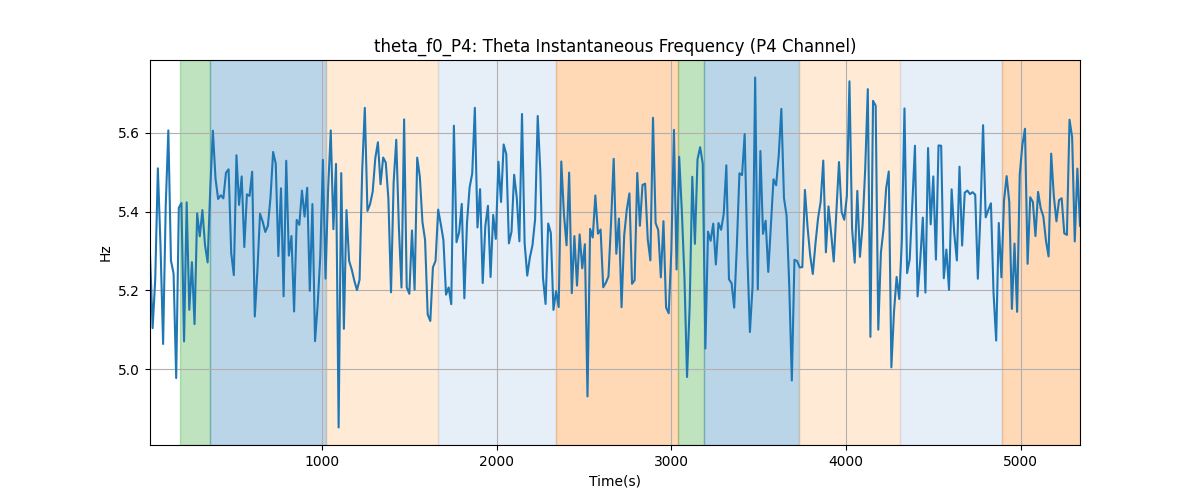 theta_f0_P4: Theta Instantaneous Frequency (P4 Channel)
5.6
5.4
5.2
5.0
Hz
1000 2000 3000 4000 5000
Time(s)